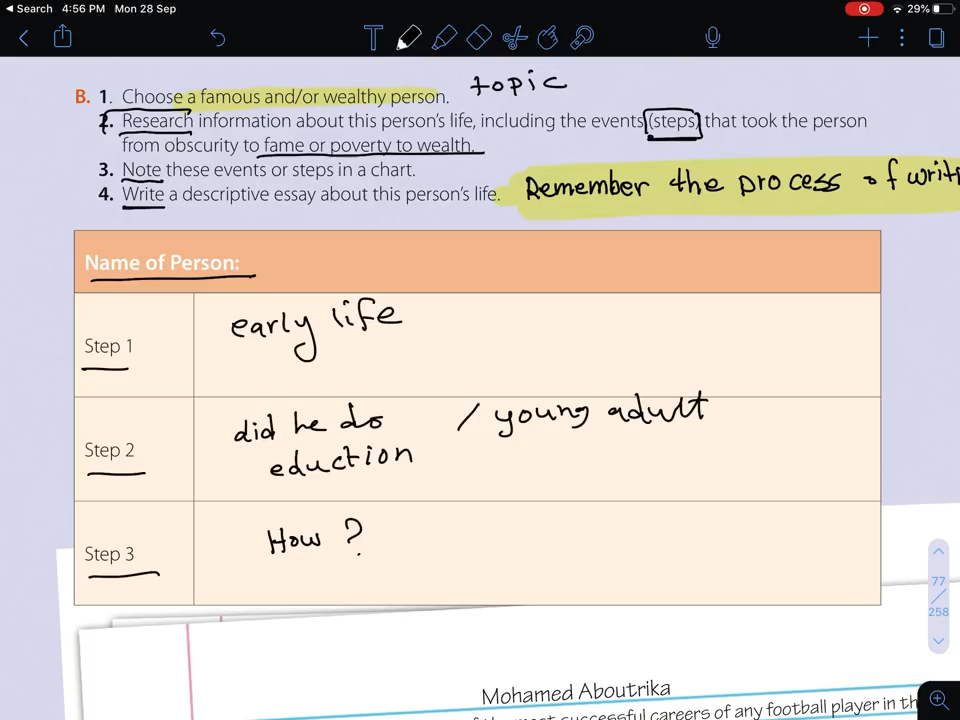 Search 4:56 PM Mon 28 Sep 29%
B. 1. Choose a famous and/or wealthy person. topic
2. Research information about this person's life, including the events (steps) that took the person
from obscurity to fame or poverty to wealth.
3. Note these events or steps in a chart.
4. Write a descriptive essay about this person's life. Remember the process of writi
Name of Person:
Step 1 early life
Step 2 did he do / young adult
eduction
Step 3 How ?
77
258
Mohamed Aboutrika
of the most successful careers of any football player in th